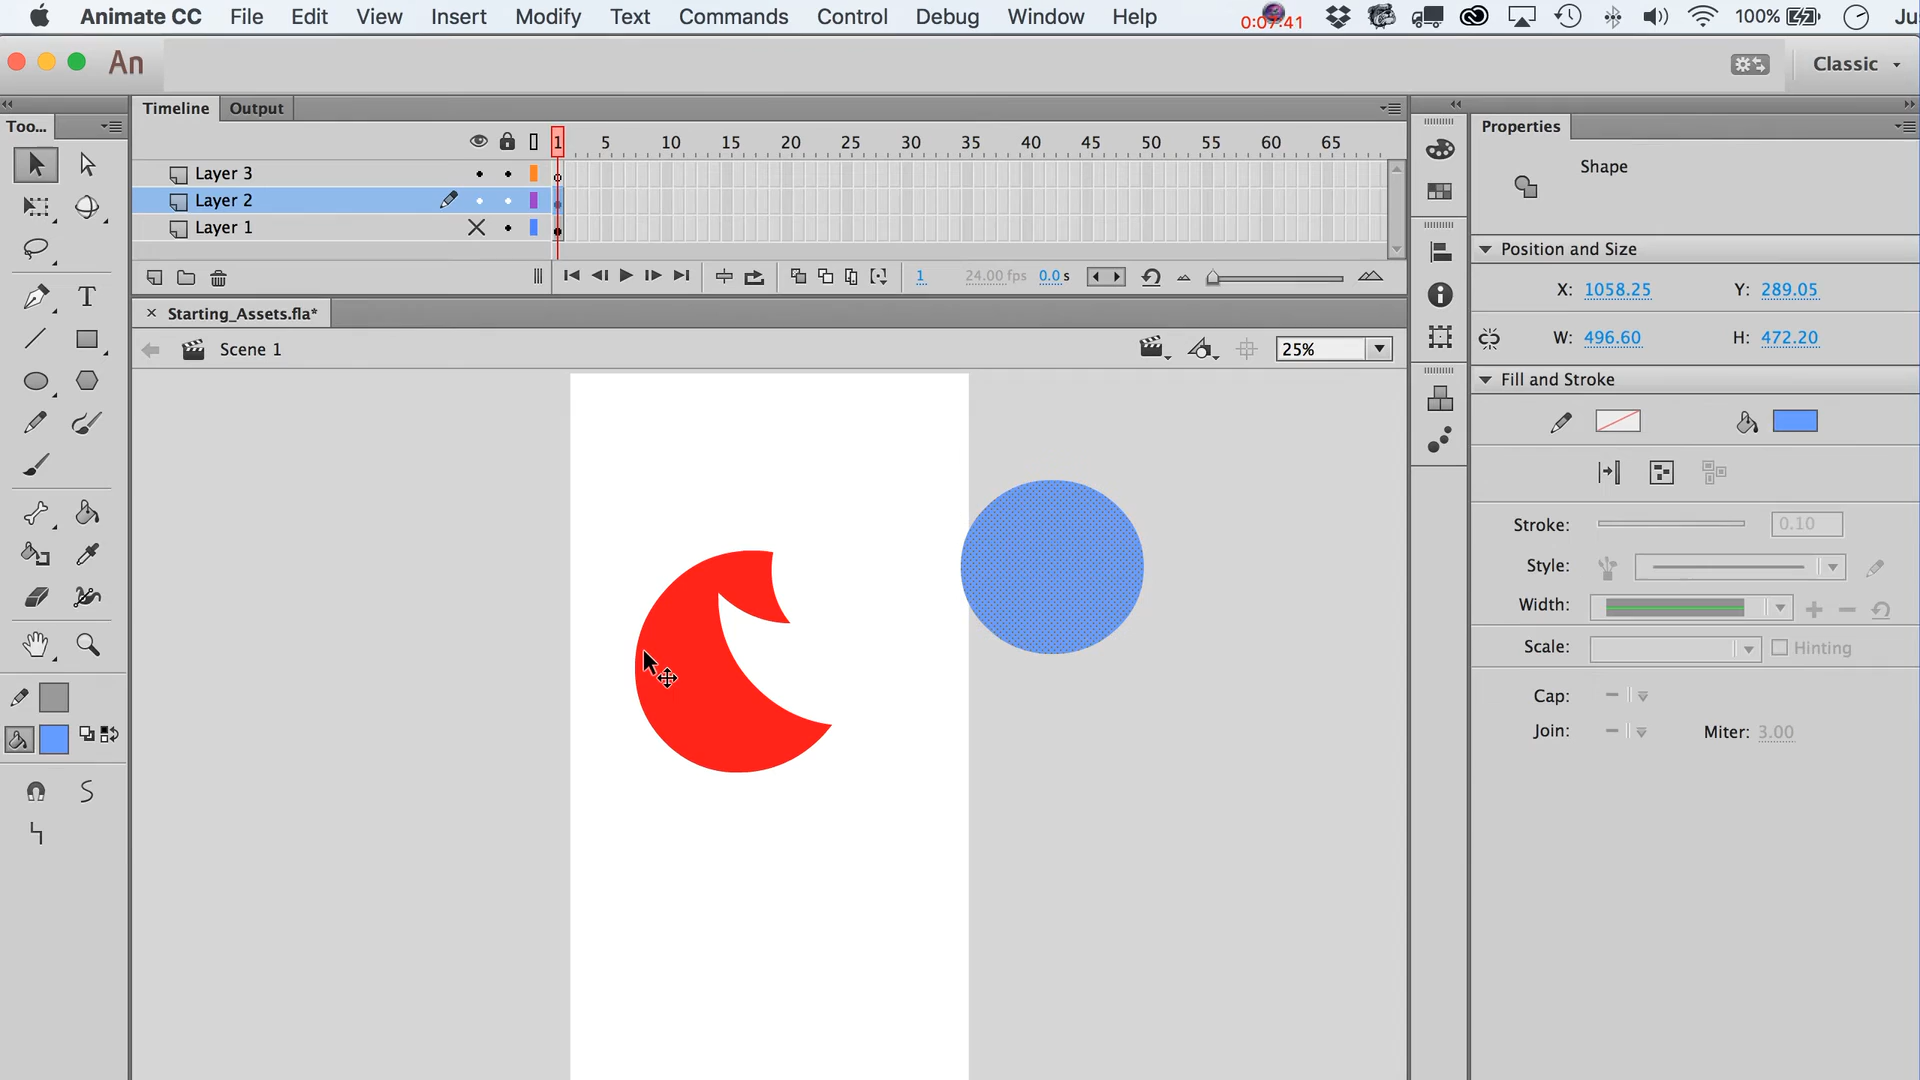 Animate CC File Edit View Insert Modify Text Commands Control Debug Window Help 0:07:41 100% Ju
An Classic
Timeline Output
Too...
Properties
1 5 10 15 20 25 30 35 40 45 50 55 60 65
Shape
Layer 3
Layer 2
Layer 1
Position and Size
1 24.00 fps 0.0 s
X: 1058.25 Y: 289.05
Starting_Assets.fla*
W: 496.60 H: 472.20
Scene 1 25%
Fill and Stroke
Stroke: 0.10
Style:
Width:
Scale: Hinting
Cap:
Join: Miter: 3.00